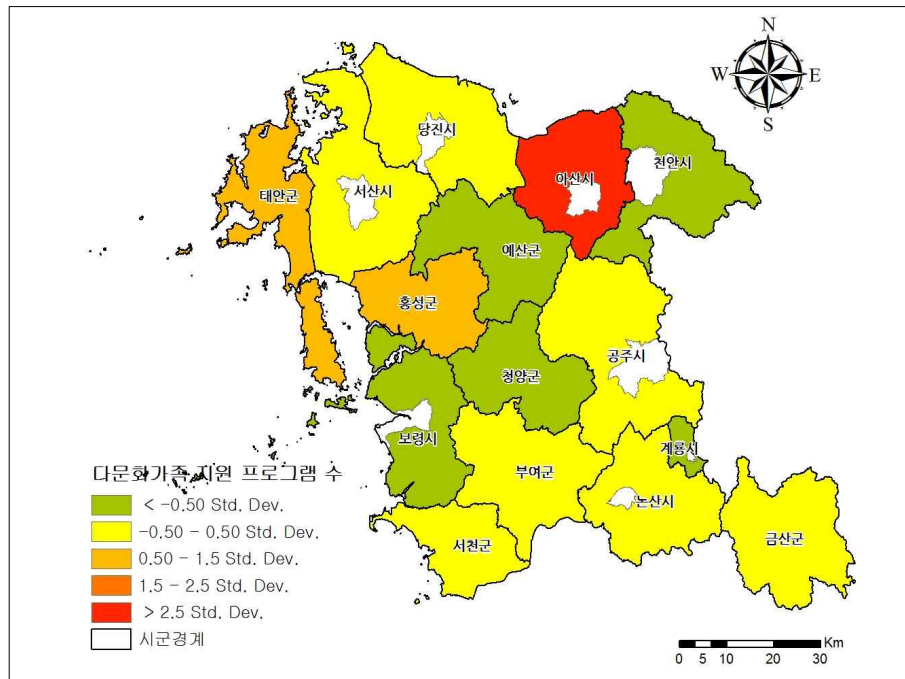 N
W E
S
당진시
천안시
아산시
태안군
서산시
예산군
홍성군
공주시
청양군
보령시
계룡시
부여군
논산시
서천군
금산군
다문화가족 지원 프로그램 수
< -0.50 Std. Dev.
-0.50 - 0.50 Std. Dev.
0.50 - 1.5 Std. Dev.
1.5 - 2.5 Std. Dev.
> 2.5 Std. Dev.
시군경계
Km
0 5 10 20 30